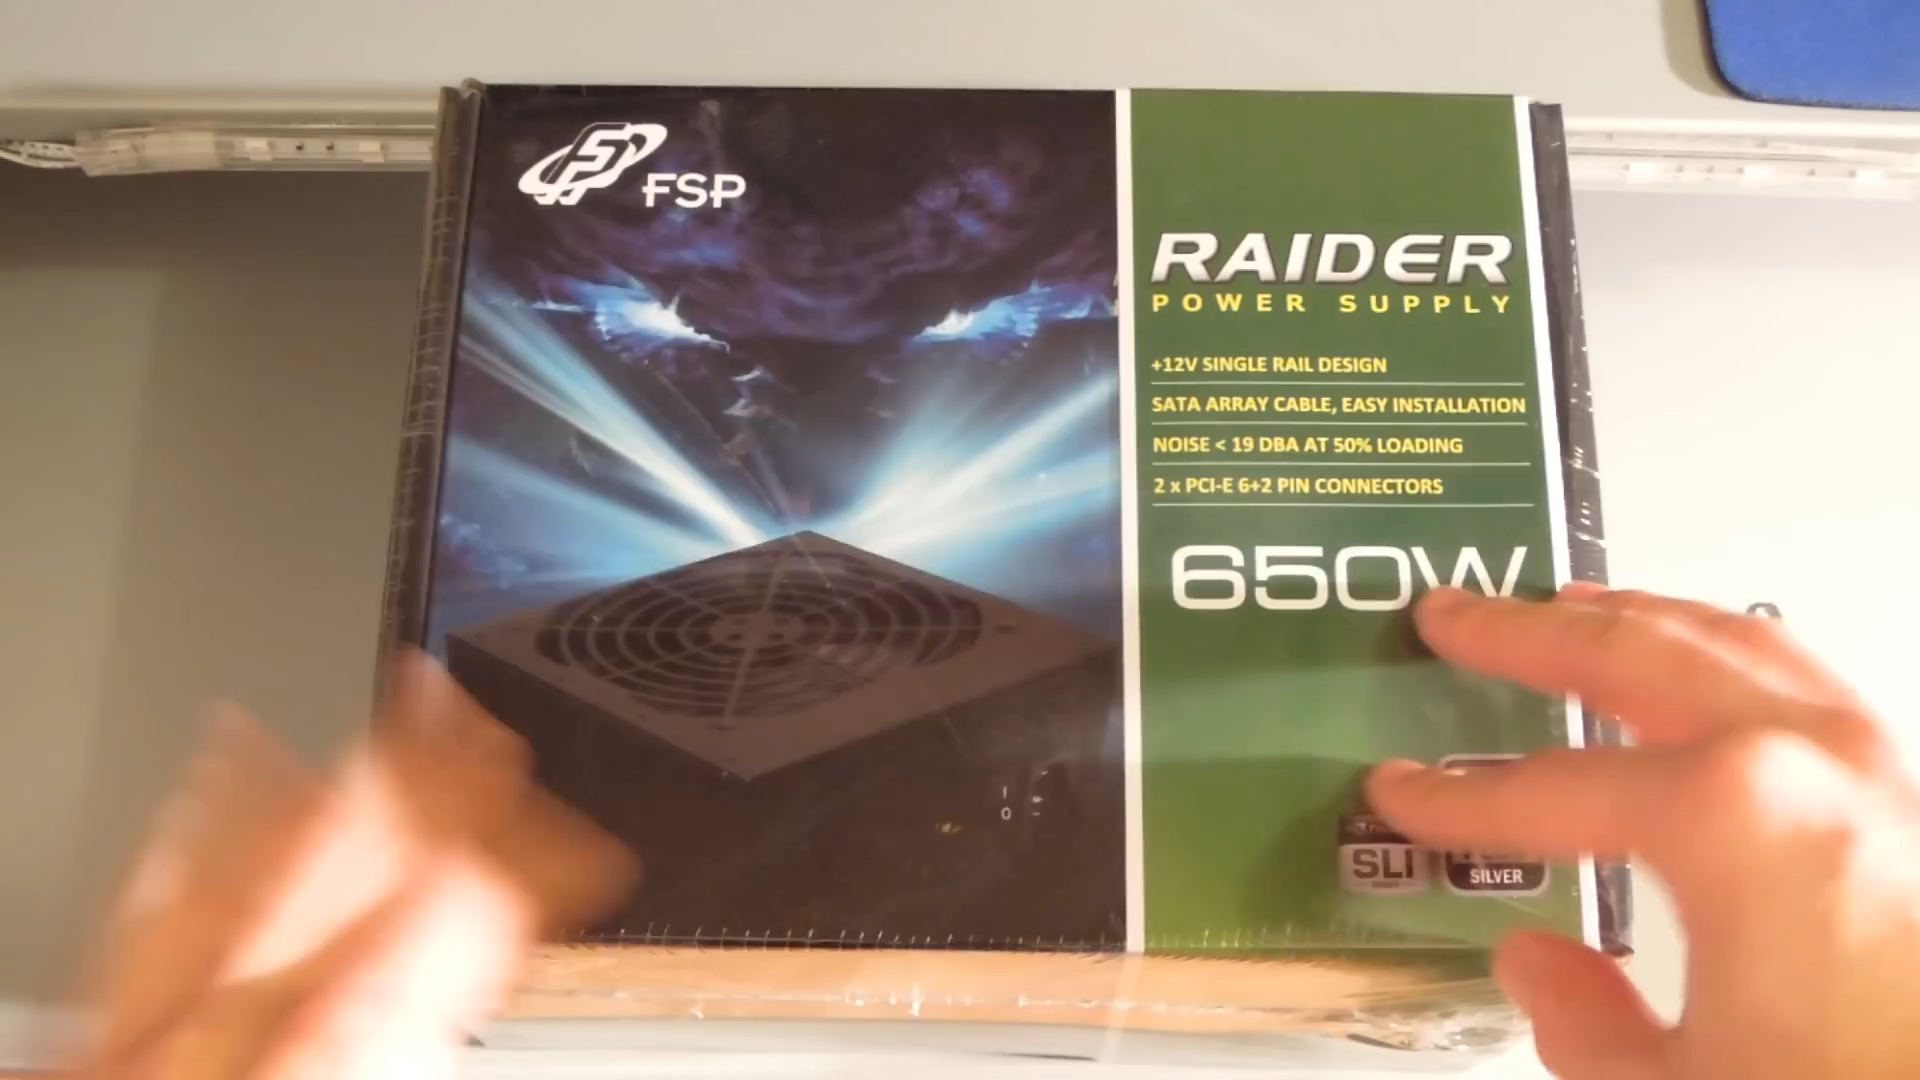 FSP
RAIDER
POWER SUPPLY
+12V SINGLE RAIL DESIGN
SATA ARRAY CABLE, EASY INSTALLATION
NOISE < 19 DBA AT 50% LOADING
2 x PCI-E 6+2 PIN CONNECTORS
650W
SLI
SILVER